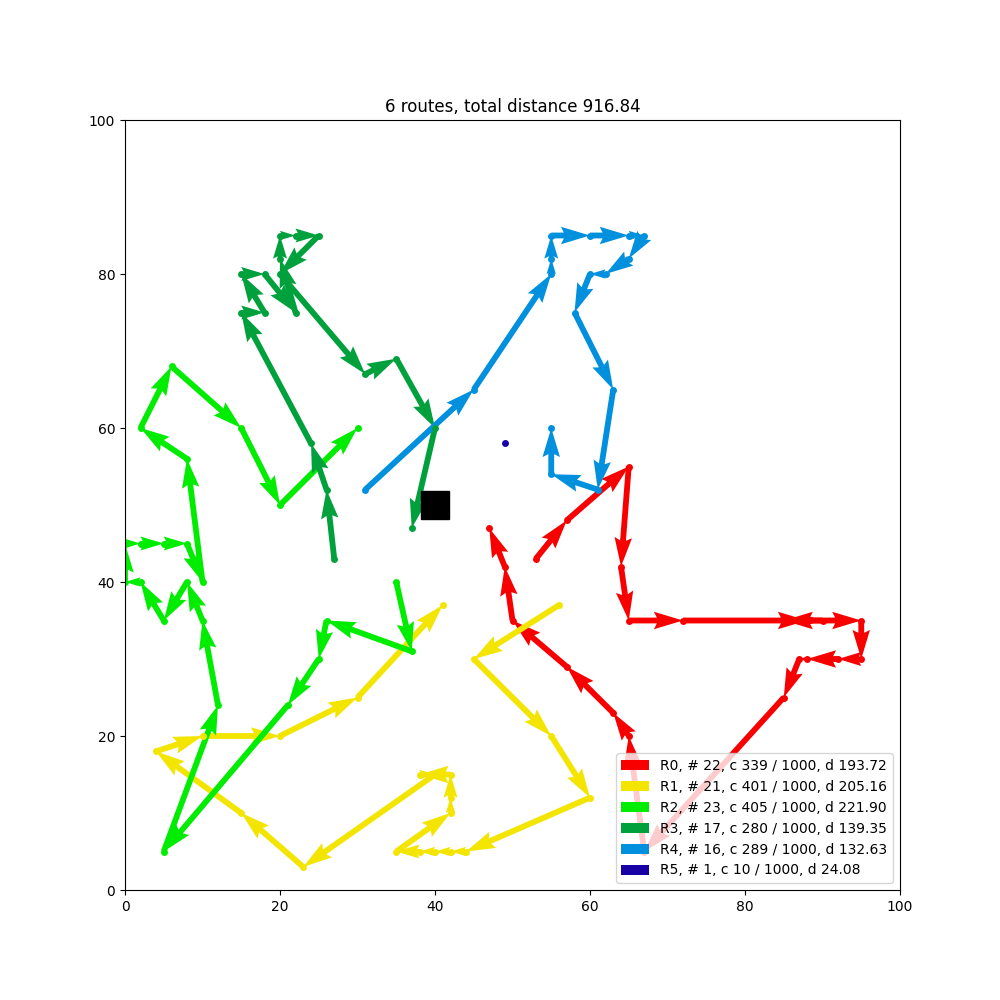 6 routes, total distance 916.84
100
80
60
40
20
0
0 20 40 60 80 100
R0, # 22, c 339 / 1000, d 193.72
R1, # 21, c 401 / 1000, d 205.16
R2, # 23, c 405 / 1000, d 221.90
R3, # 17, c 280 / 1000, d 139.35
R4, # 16, c 289 / 1000, d 132.63
R5, # 1, c 10 / 1000, d 24.08